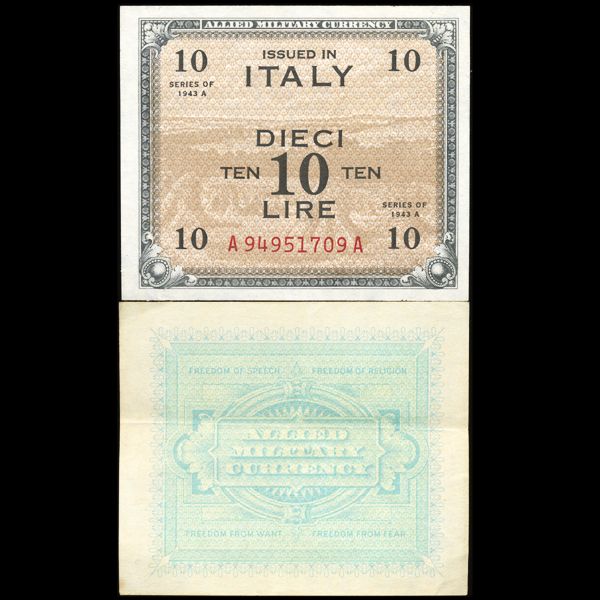 ALLIED MILITARY CURRENCY
10 ISSUED IN 10
ITALY
SERIES OF
1943 A
DIECI
TEN 10 TEN
LIRE
SERIES OF
1943 A
10 A94951709A 10
FREEDOM OF SPEECH FREEDOM OF RELIGION
ALLIED
MILITARY
CURRENCY
FREEDOM FROM WANT FREEDOM FROM FEAR